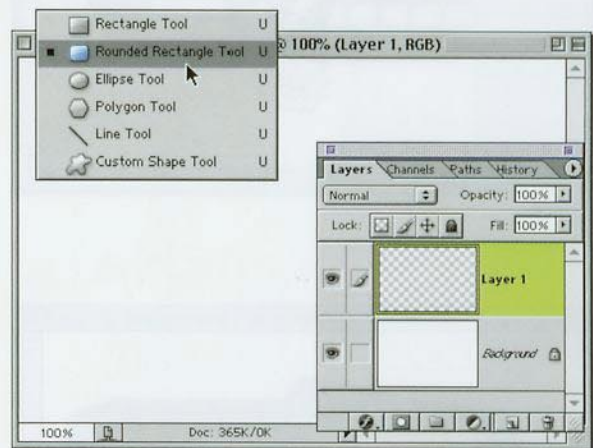 Rectangle Tool U
@ 100% (Layer 1, RGB)
Rounded Rectangle Tool U
Ellipse Tool U
Polygon Tool U
Line Tool U
Custom Shape Tool U
Layers Channels Paths History
Normal Opacity: 100%
Lock: Fill: 100%
Layer 1
Background
100% Doc: 365K/0K